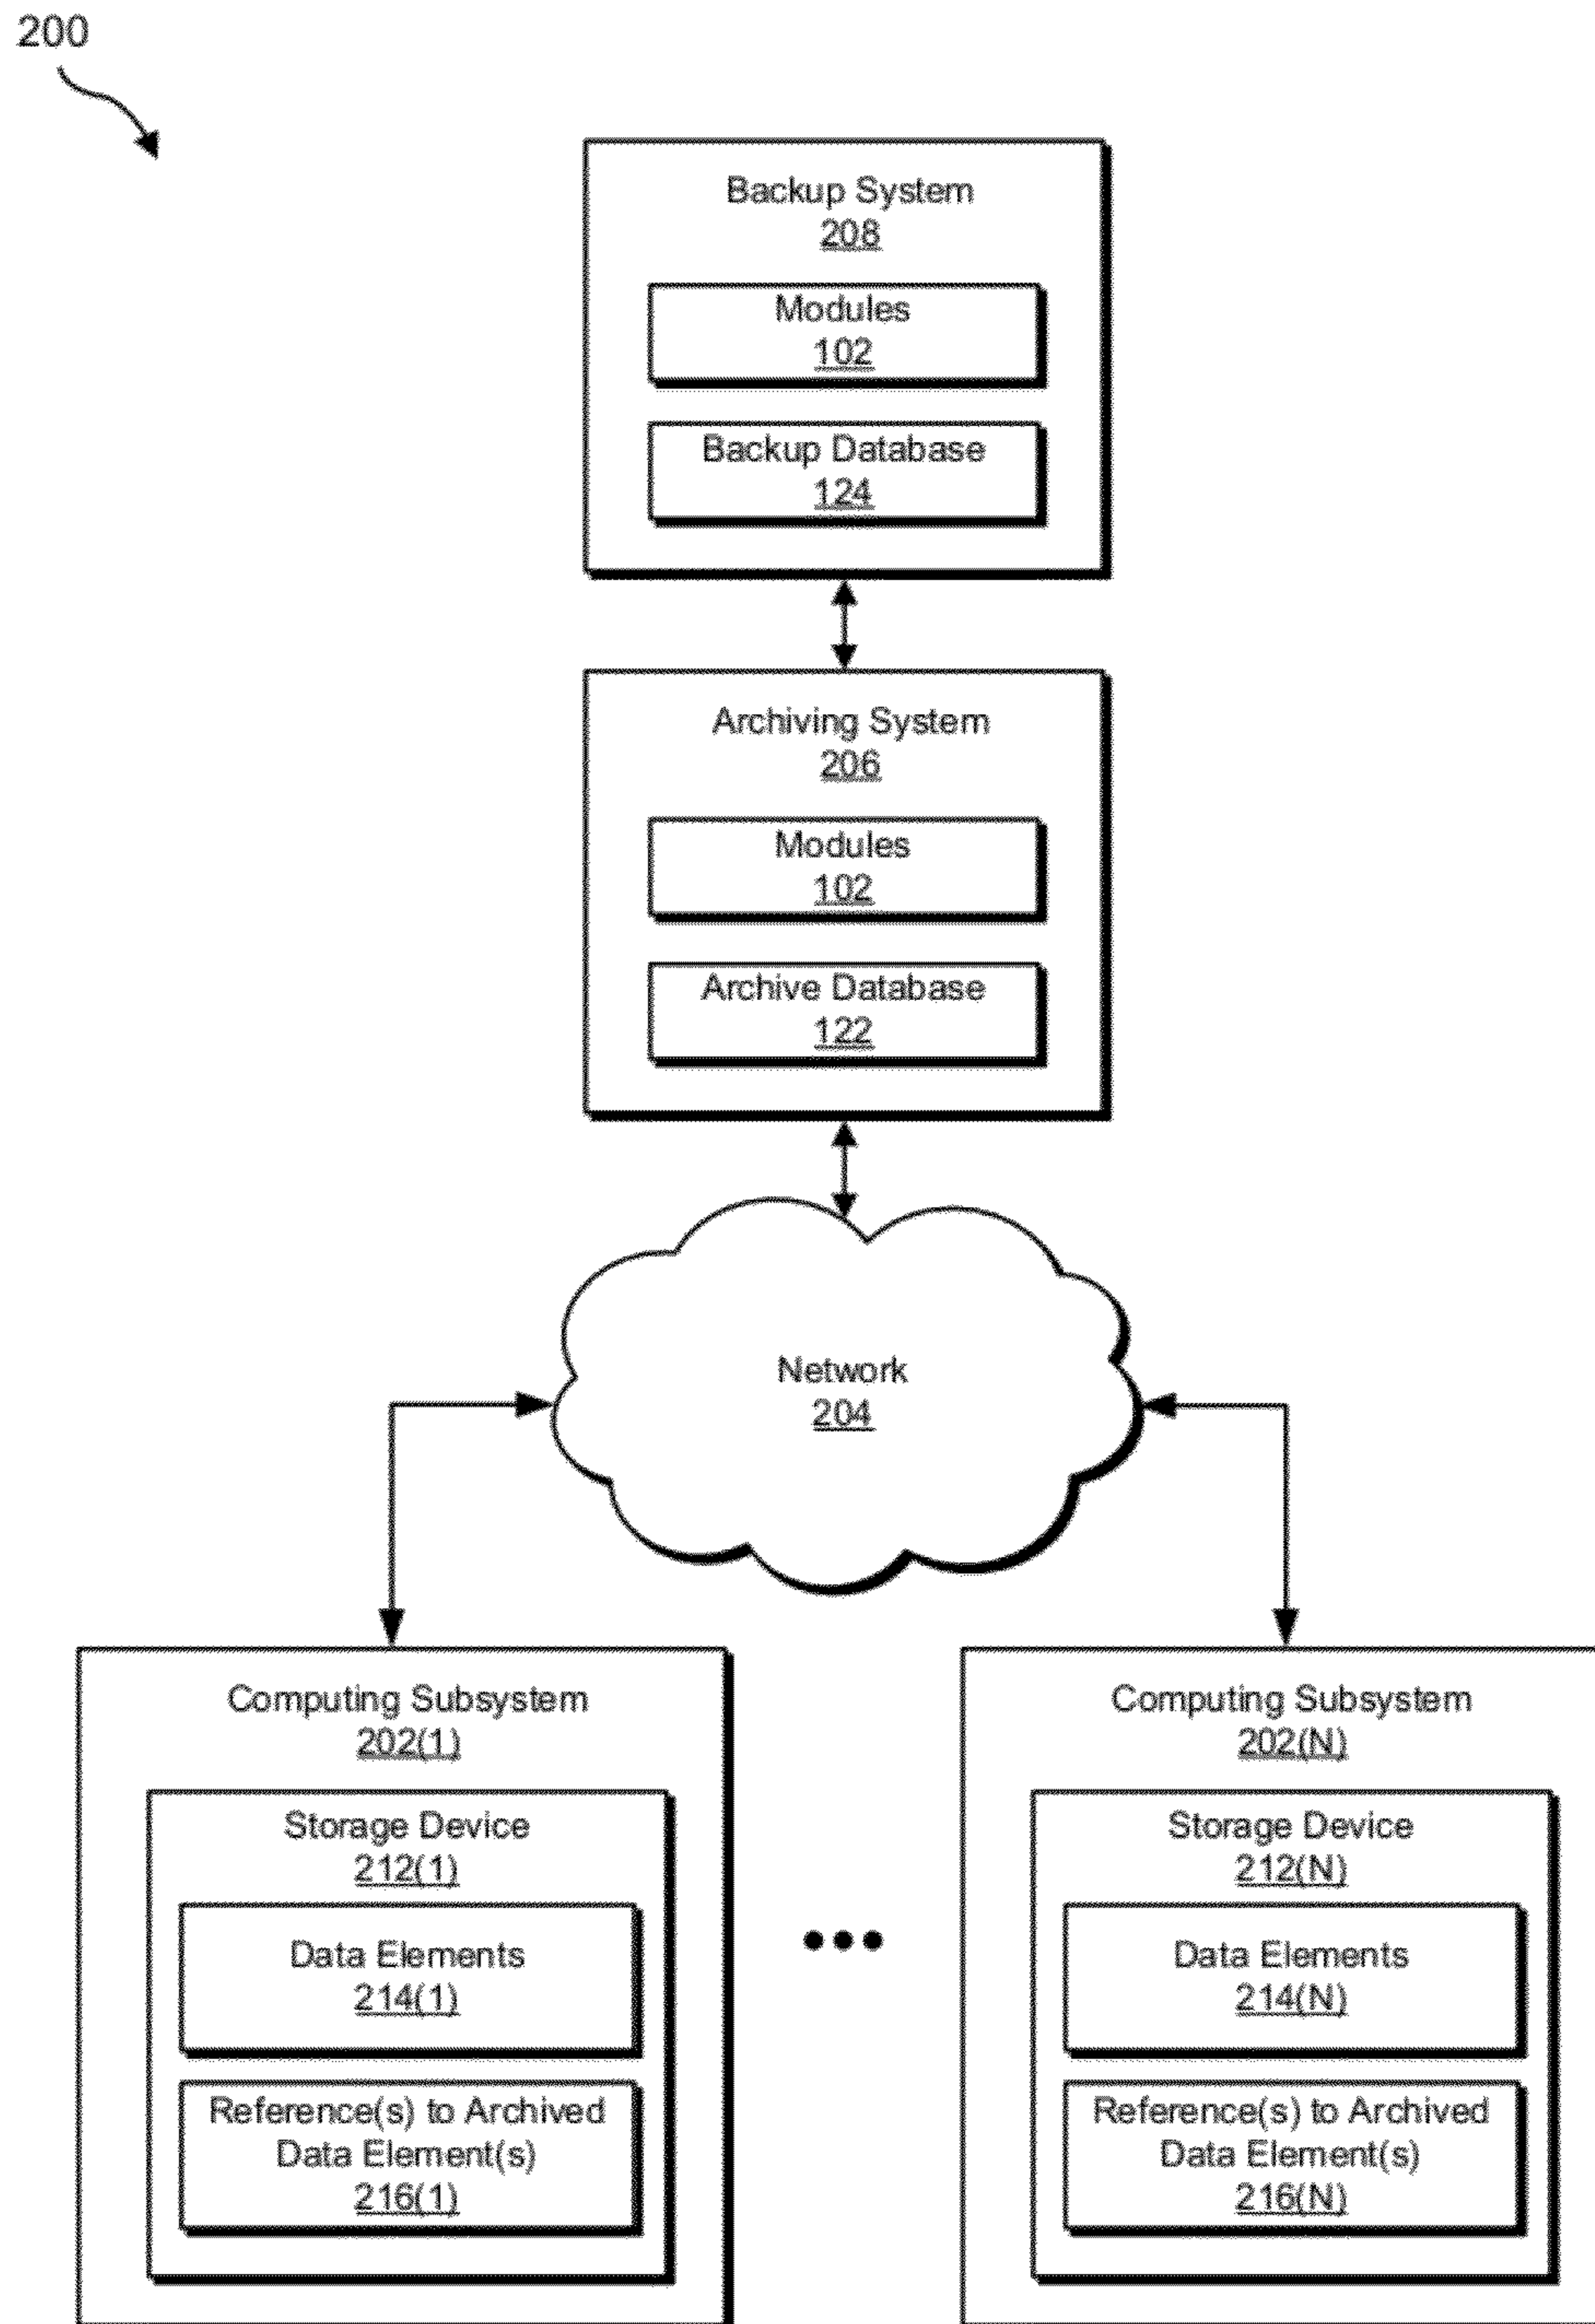 200
Backup System
208
Modules
102
Backup Database
124
Archiving System
206
Modules
102
Archive Database
122
Network
204
Computing Subsystem
202(1)
Storage Device
212(1)
Data Elements
214(1)
Reference(s) to Archived
Data Element(s)
216(1)
Computing Subsystem
202(N)
Storage Device
212(N)
Data Elements
214(N)
Reference(s) to Archived
Data Element(s)
216(N)